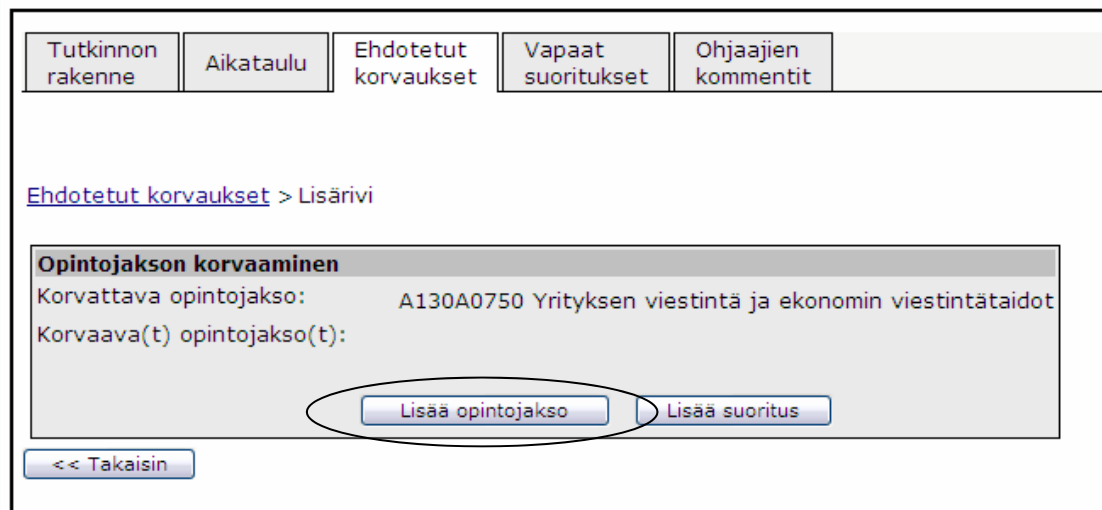 Tutkinnon rakenne
Aikataulu
Ehdotetut korvaukset
Vapaat suoritukset
Ohjaajien kommentit
Ehdotetut korvaukset > Lisärivi
Opintojakson korvaaminen
Korvattava opintojakso: A130A0750 Yrityksen viestintä ja ekonomin viestintätaidot
Korvaava(t) opintojakso(t):
Lisää opintojakso Lisää suoritus
<< Takaisin